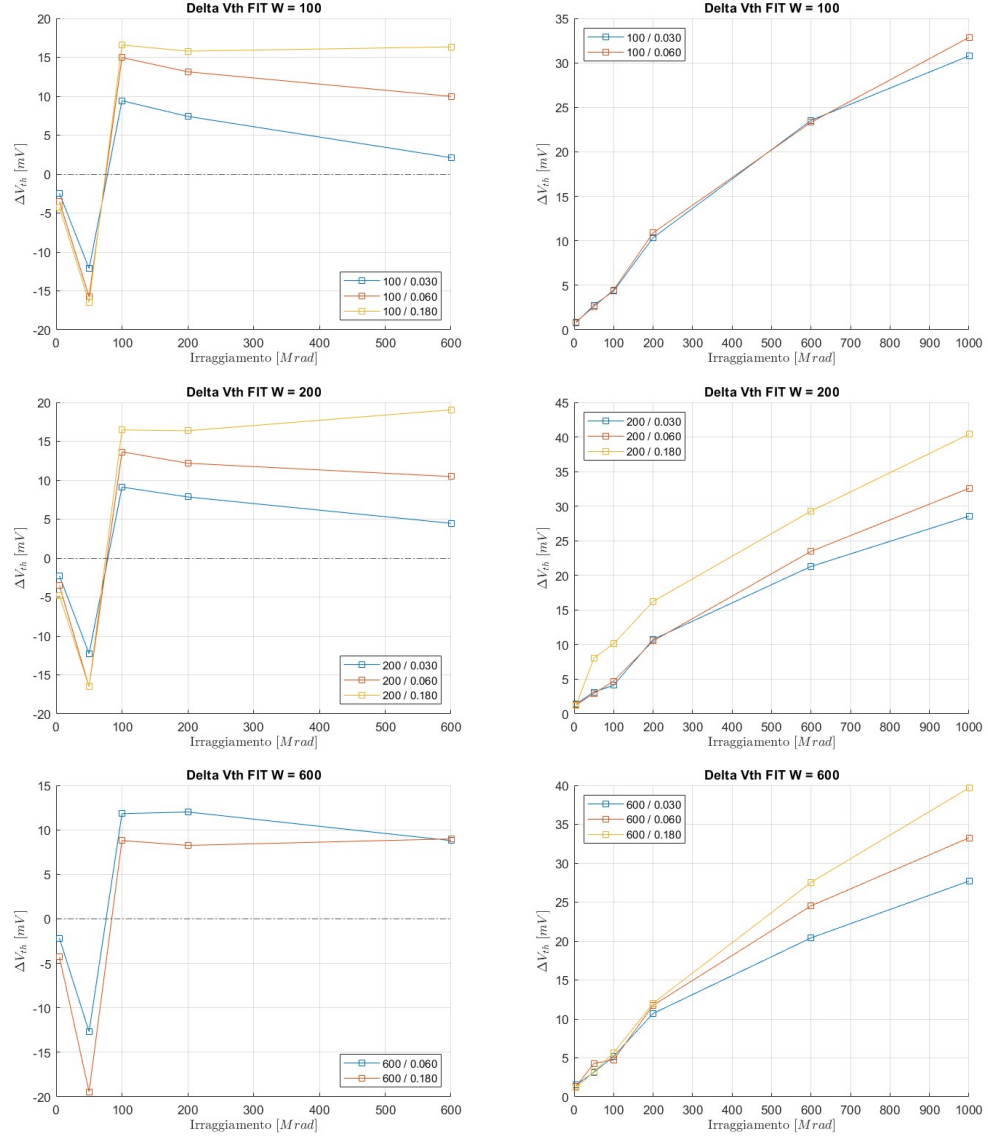 Delta Vth FIT W = 100
20
15
10
5
0
-5
-10
-15
-20
ΔV_th [mV]
0 100 200 300 400 500 600
Irraggiamento [Mrad]
100 / 0.030
100 / 0.060
100 / 0.180
Delta Vth FIT W = 100
35
30
25
20
15
10
5
0
ΔV_th [mV]
0 100 200 300 400 500 600 700 800 900 1000
Irraggiamento [Mrad]
100 / 0.030
100 / 0.060
Delta Vth FIT W = 200
20
15
10
5
0
-5
-10
-15
-20
ΔV_th [mV]
0 100 200 300 400 500 600
Irraggiamento [Mrad]
200 / 0.030
200 / 0.060
200 / 0.180
Delta Vth FIT W = 200
45
40
35
30
25
20
15
10
5
0
ΔV_th [mV]
0 100 200 300 400 500 600 700 800 900 1000
Irraggiamento [Mrad]
200 / 0.030
200 / 0.060
200 / 0.180
Delta Vth FIT W = 600
15
10
5
0
-5
-10
-15
-20
ΔV_th [mV]
0 100 200 300 400 500 600
Irraggiamento [Mrad]
600 / 0.060
600 / 0.180
Delta Vth FIT W = 600
40
35
30
25
20
15
10
5
0
ΔV_th [mV]
0 100 200 300 400 500 600 700 800 900 1000
Irraggiamento [Mrad]
600 / 0.030
600 / 0.060
600 / 0.180